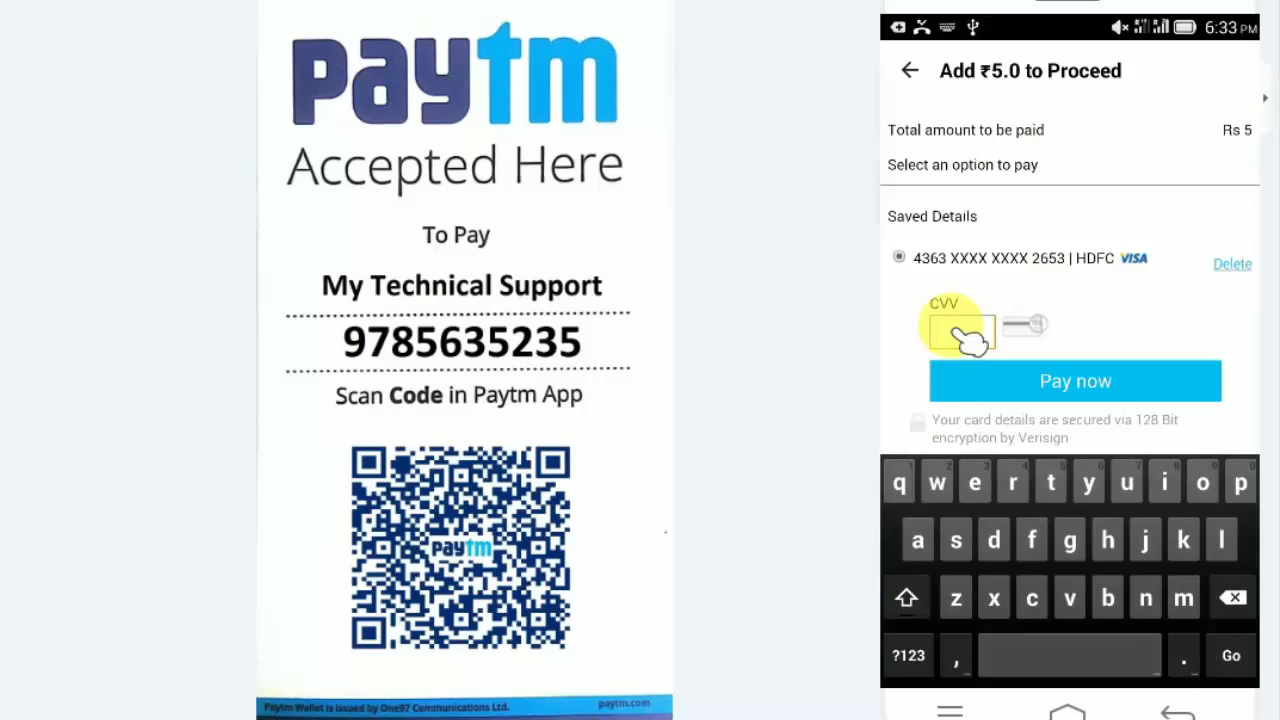 paytm
Accepted Here
To Pay
My Technical Support
9785635235
Scan Code in Paytm App
paytm
Paytm Wallet is issued by One97 Communications Ltd.
paytm.com
6:33 PM
Add ₹5.0 to Proceed
Total amount to be paid Rs 5
Select an option to pay
Saved Details
4363 XXXX XXXX 2653 | HDFC VISA
Delete
CVV
Pay now
Your card details are secured via 128 Bit
encryption by Verisign
q w e r t y u i o p
a s d f g h j k l
z x c v b n m
?123 , . Go